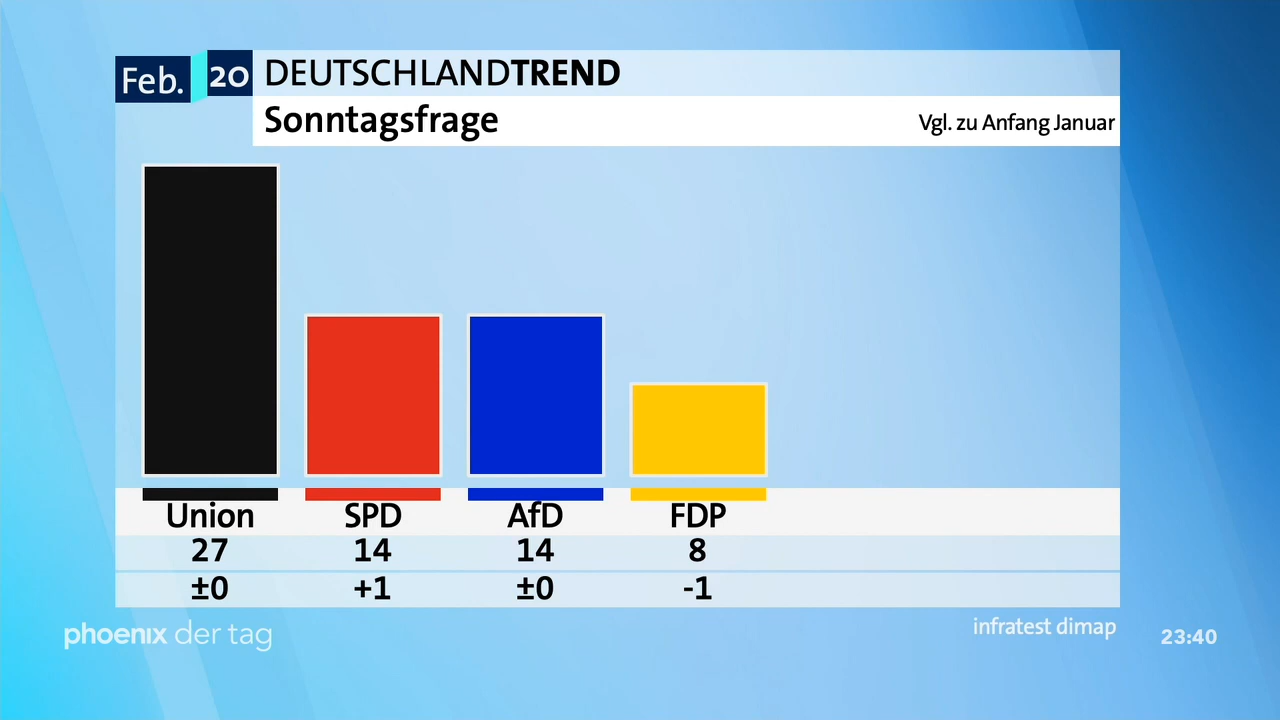 Feb. 20 DEUTSCHLANDTREND
Sonntagsfrage Vgl. zu Anfang Januar
Union SPD AfD FDP
27 14 14 8
±0 +1 ±0 -1
phoenix der tag infratest dimap 23:40